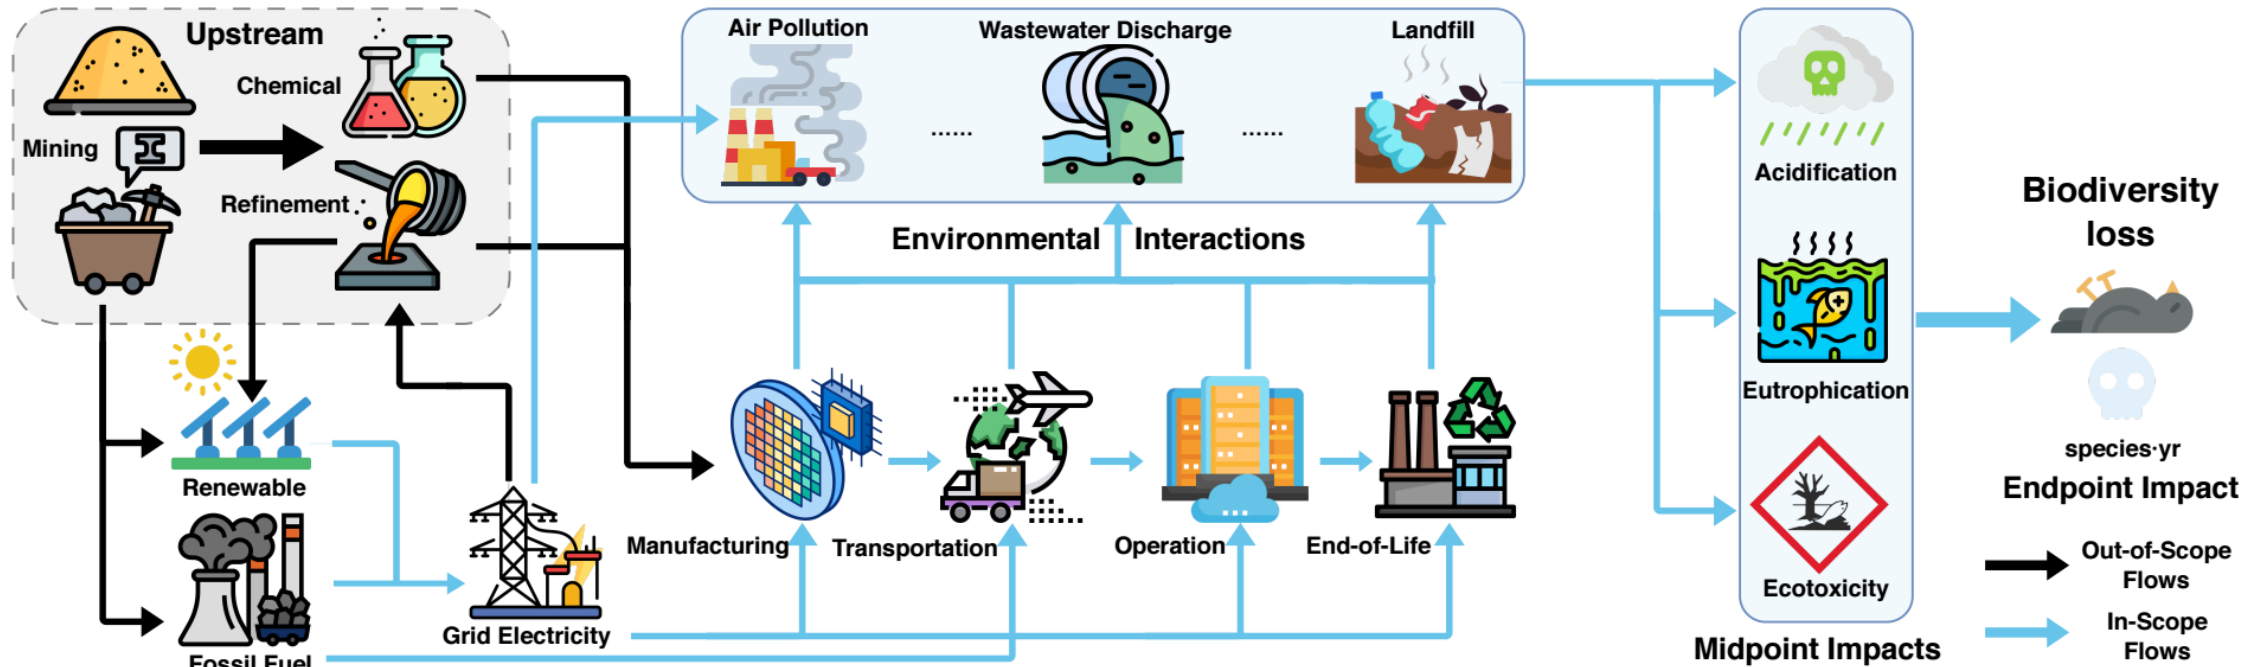 Upstream
Chemical
Mining
Refinement
Renewable
Fossil Fuel
Grid Electricity
Air Pollution
......
Wastewater Discharge
......
Landfill
Environmental Interactions
Manufacturing
Transportation
Operation
End-of-Life
Acidification
Eutrophication
Ecotoxicity
Midpoint Impacts
Biodiversity
loss
species·yr
Endpoint Impact
Out-of-Scope
Flows
In-Scope
Flows